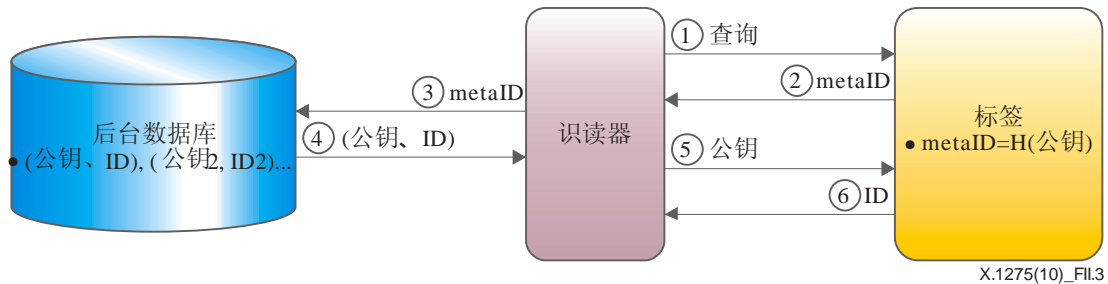 ① 查询
② metaID
③ metaID
后台数据库
• (公钥、ID), (公钥2, ID2)...
④ (公钥、ID)
识读器
⑤ 公钥
⑥ ID
标签
• metaID=H(公钥)
X.1275(10)_FII.3